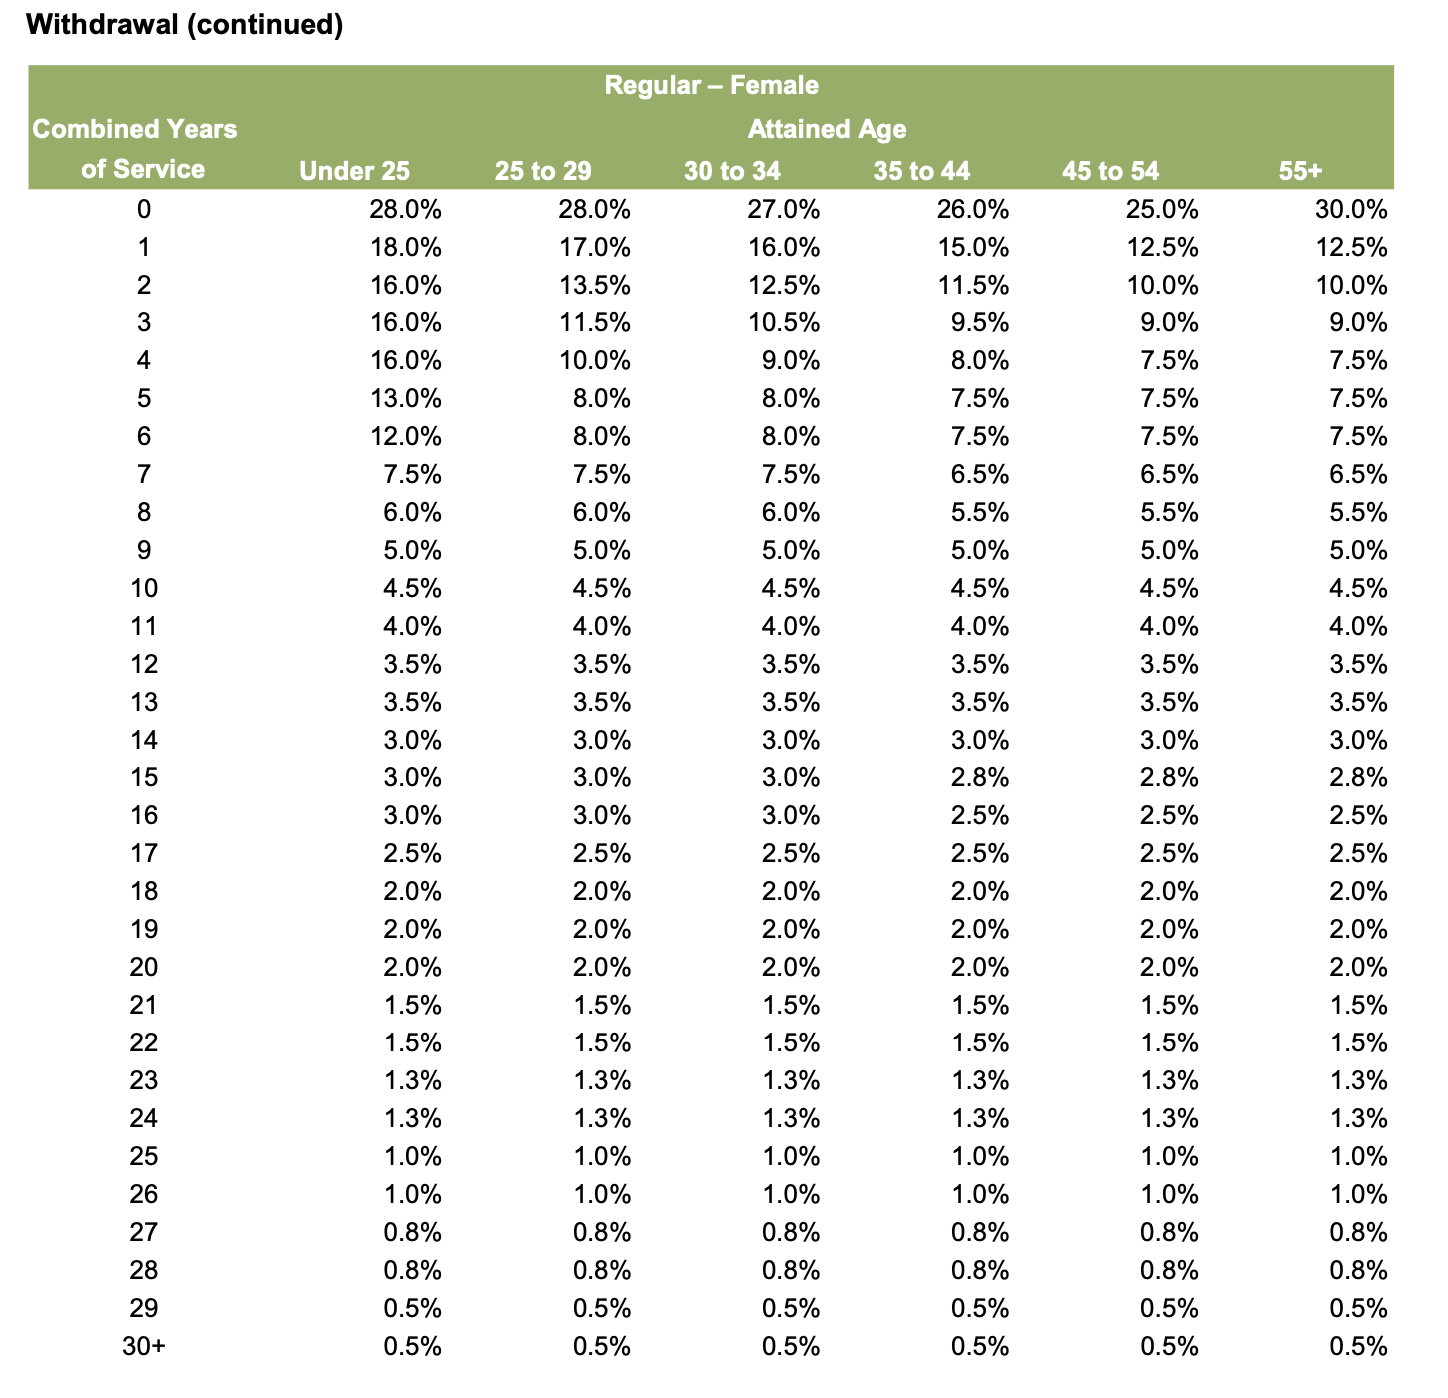 Withdrawal (continued)
Regular – Female
Combined Years Attained Age
of Service Under 25 25 to 29 30 to 34 35 to 44 45 to 54 55+
0 28.0% 28.0% 27.0% 26.0% 25.0% 30.0%
1 18.0% 17.0% 16.0% 15.0% 12.5% 12.5%
2 16.0% 13.5% 12.5% 11.5% 10.0% 10.0%
3 16.0% 11.5% 10.5% 9.5% 9.0% 9.0%
4 16.0% 10.0% 9.0% 8.0% 7.5% 7.5%
5 13.0% 8.0% 8.0% 7.5% 7.5% 7.5%
6 12.0% 8.0% 8.0% 7.5% 7.5% 7.5%
7 7.5% 7.5% 7.5% 6.5% 6.5% 6.5%
8 6.0% 6.0% 6.0% 5.5% 5.5% 5.5%
9 5.0% 5.0% 5.0% 5.0% 5.0% 5.0%
10 4.5% 4.5% 4.5% 4.5% 4.5% 4.5%
11 4.0% 4.0% 4.0% 4.0% 4.0% 4.0%
12 3.5% 3.5% 3.5% 3.5% 3.5% 3.5%
13 3.5% 3.5% 3.5% 3.5% 3.5% 3.5%
14 3.0% 3.0% 3.0% 3.0% 3.0% 3.0%
15 3.0% 3.0% 3.0% 2.8% 2.8% 2.8%
16 3.0% 3.0% 3.0% 2.5% 2.5% 2.5%
17 2.5% 2.5% 2.5% 2.5% 2.5% 2.5%
18 2.0% 2.0% 2.0% 2.0% 2.0% 2.0%
19 2.0% 2.0% 2.0% 2.0% 2.0% 2.0%
20 2.0% 2.0% 2.0% 2.0% 2.0% 2.0%
21 1.5% 1.5% 1.5% 1.5% 1.5% 1.5%
22 1.5% 1.5% 1.5% 1.5% 1.5% 1.5%
23 1.3% 1.3% 1.3% 1.3% 1.3% 1.3%
24 1.3% 1.3% 1.3% 1.3% 1.3% 1.3%
25 1.0% 1.0% 1.0% 1.0% 1.0% 1.0%
26 1.0% 1.0% 1.0% 1.0% 1.0% 1.0%
27 0.8% 0.8% 0.8% 0.8% 0.8% 0.8%
28 0.8% 0.8% 0.8% 0.8% 0.8% 0.8%
29 0.5% 0.5% 0.5% 0.5% 0.5% 0.5%
30+ 0.5% 0.5% 0.5% 0.5% 0.5% 0.5%